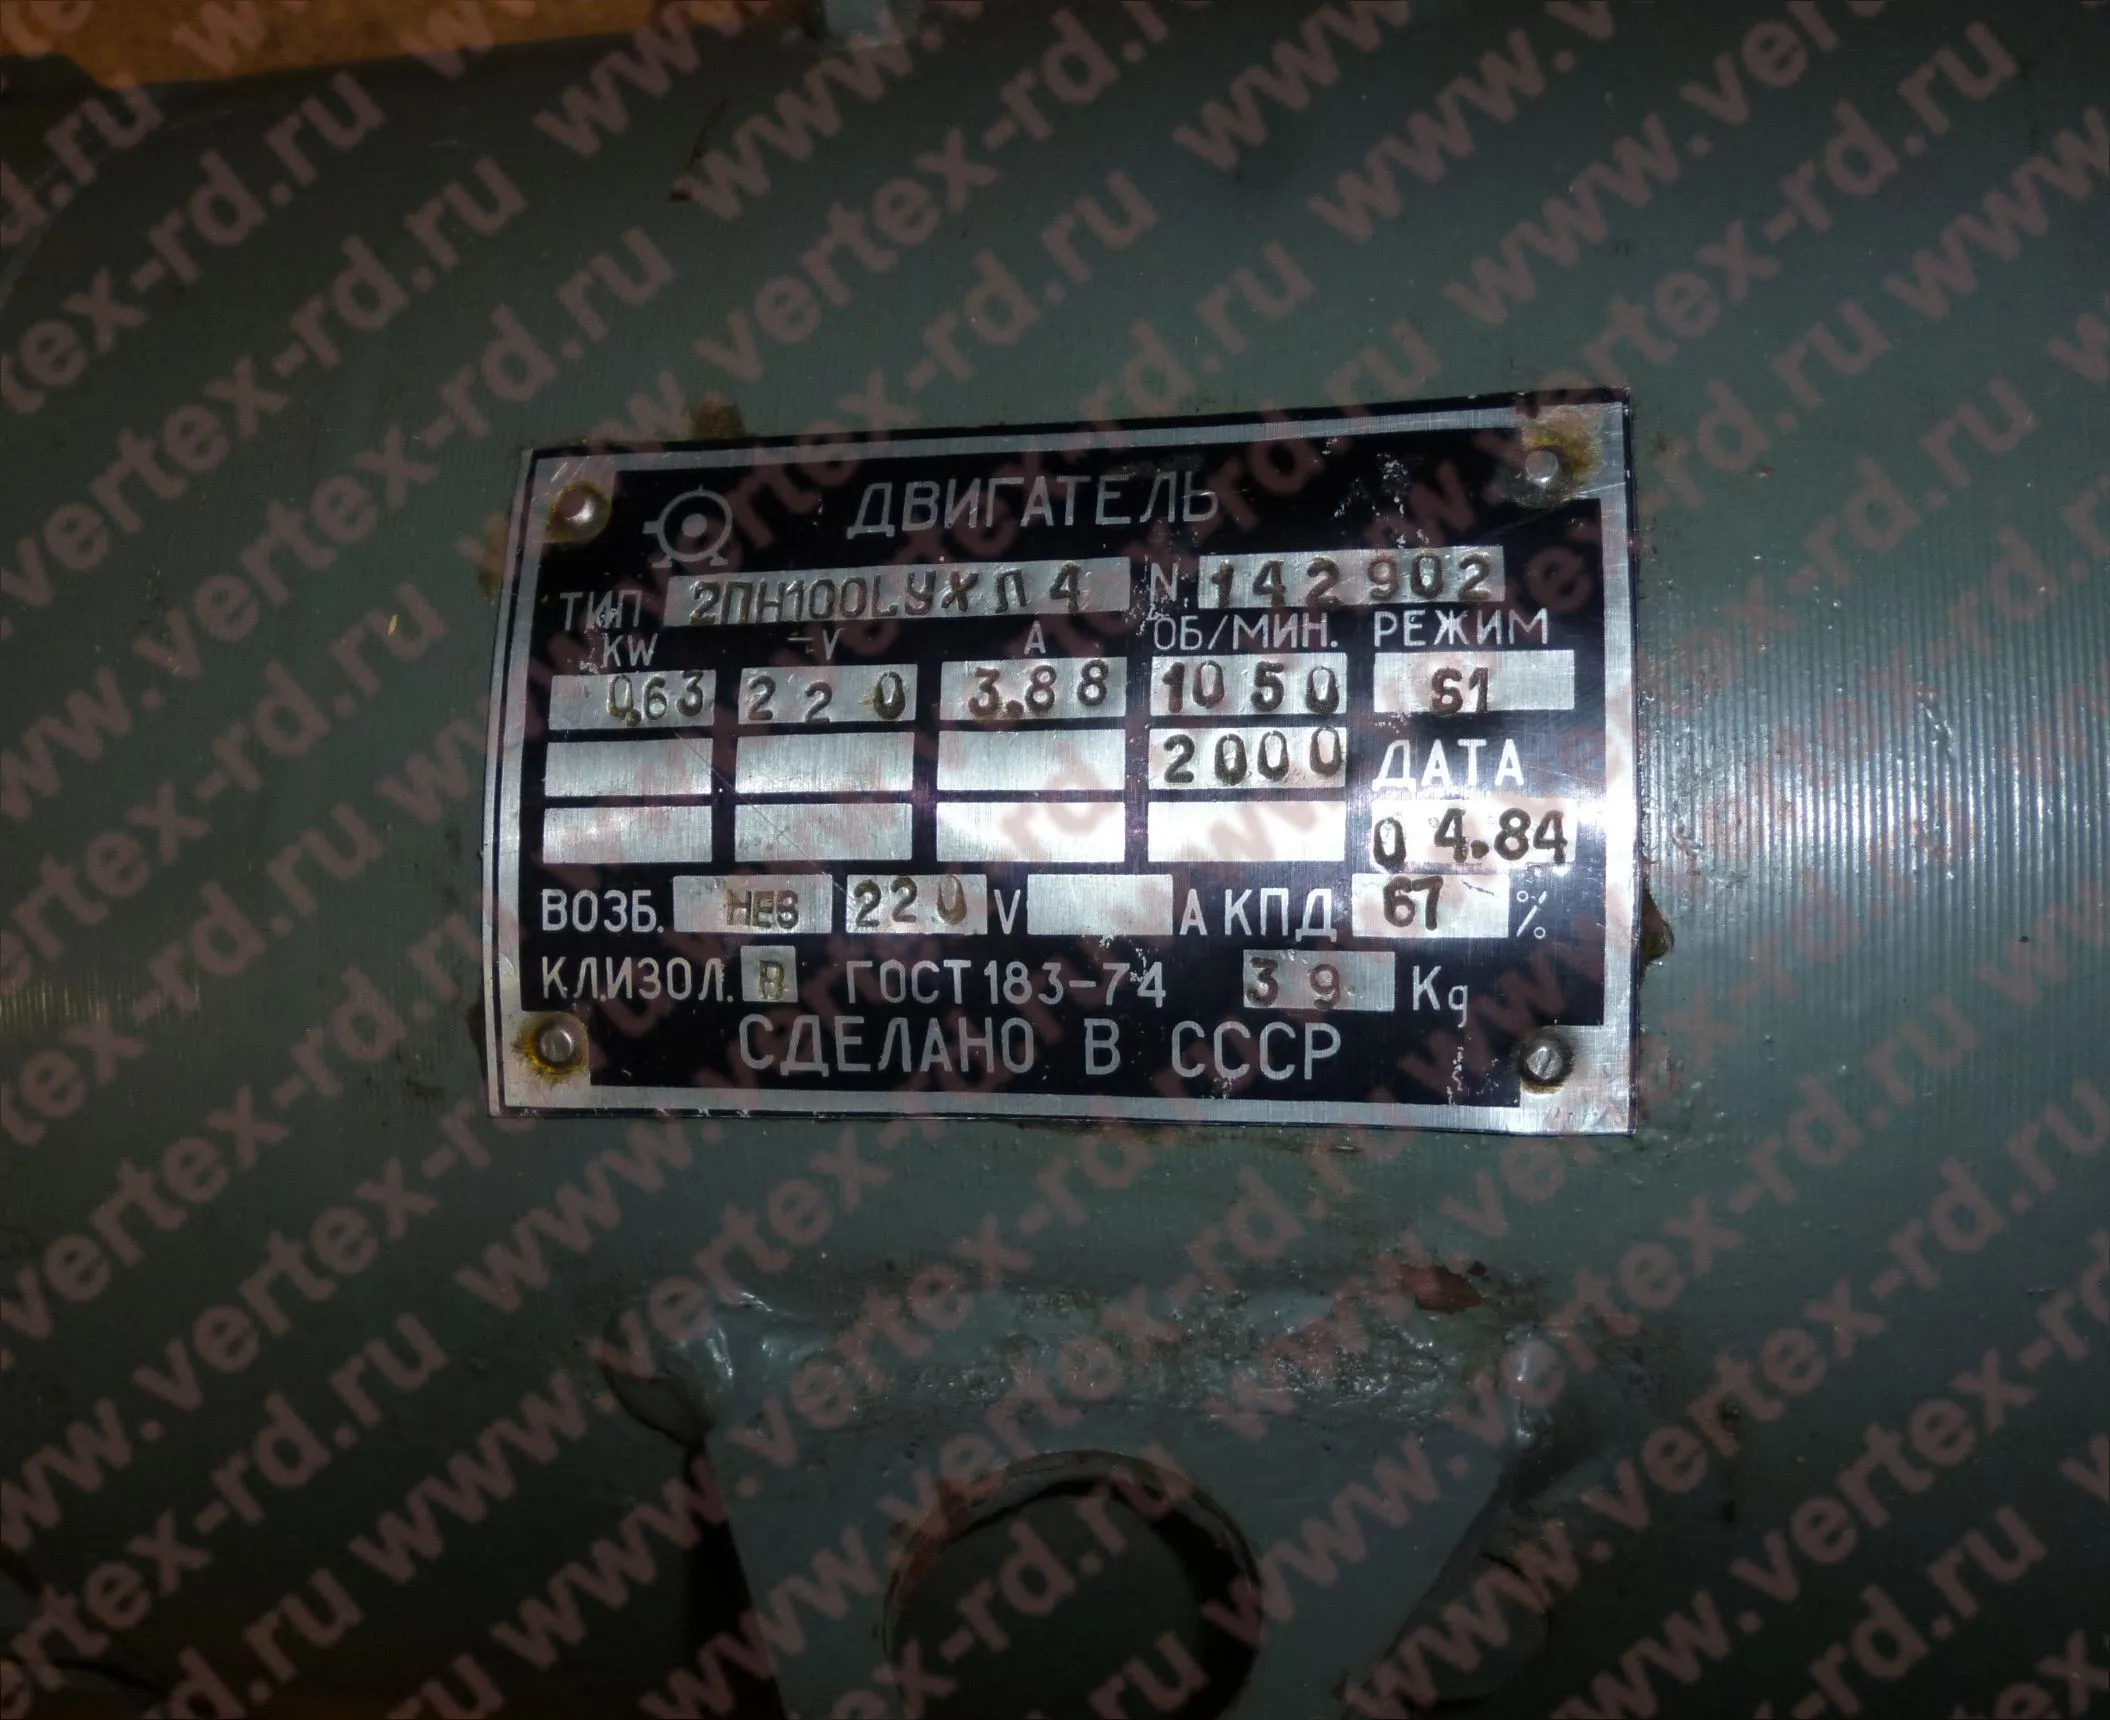 ДВИГАТЕЛЬ
ТИП 2ПН100LУХЛ4 N 142902
KW –V A ОБ/МИН. РЕЖИМ
0,63 220 3.88 1050 S1
2000 ДАТА
04.84
ВОЗБ. НЕЗ 220 V А КПД 67 %
КЛ.ИЗОЛ. В ГОСТ 183–74 39 Kg
СДЕЛАНО В СССР
www.vertex-rd.ru